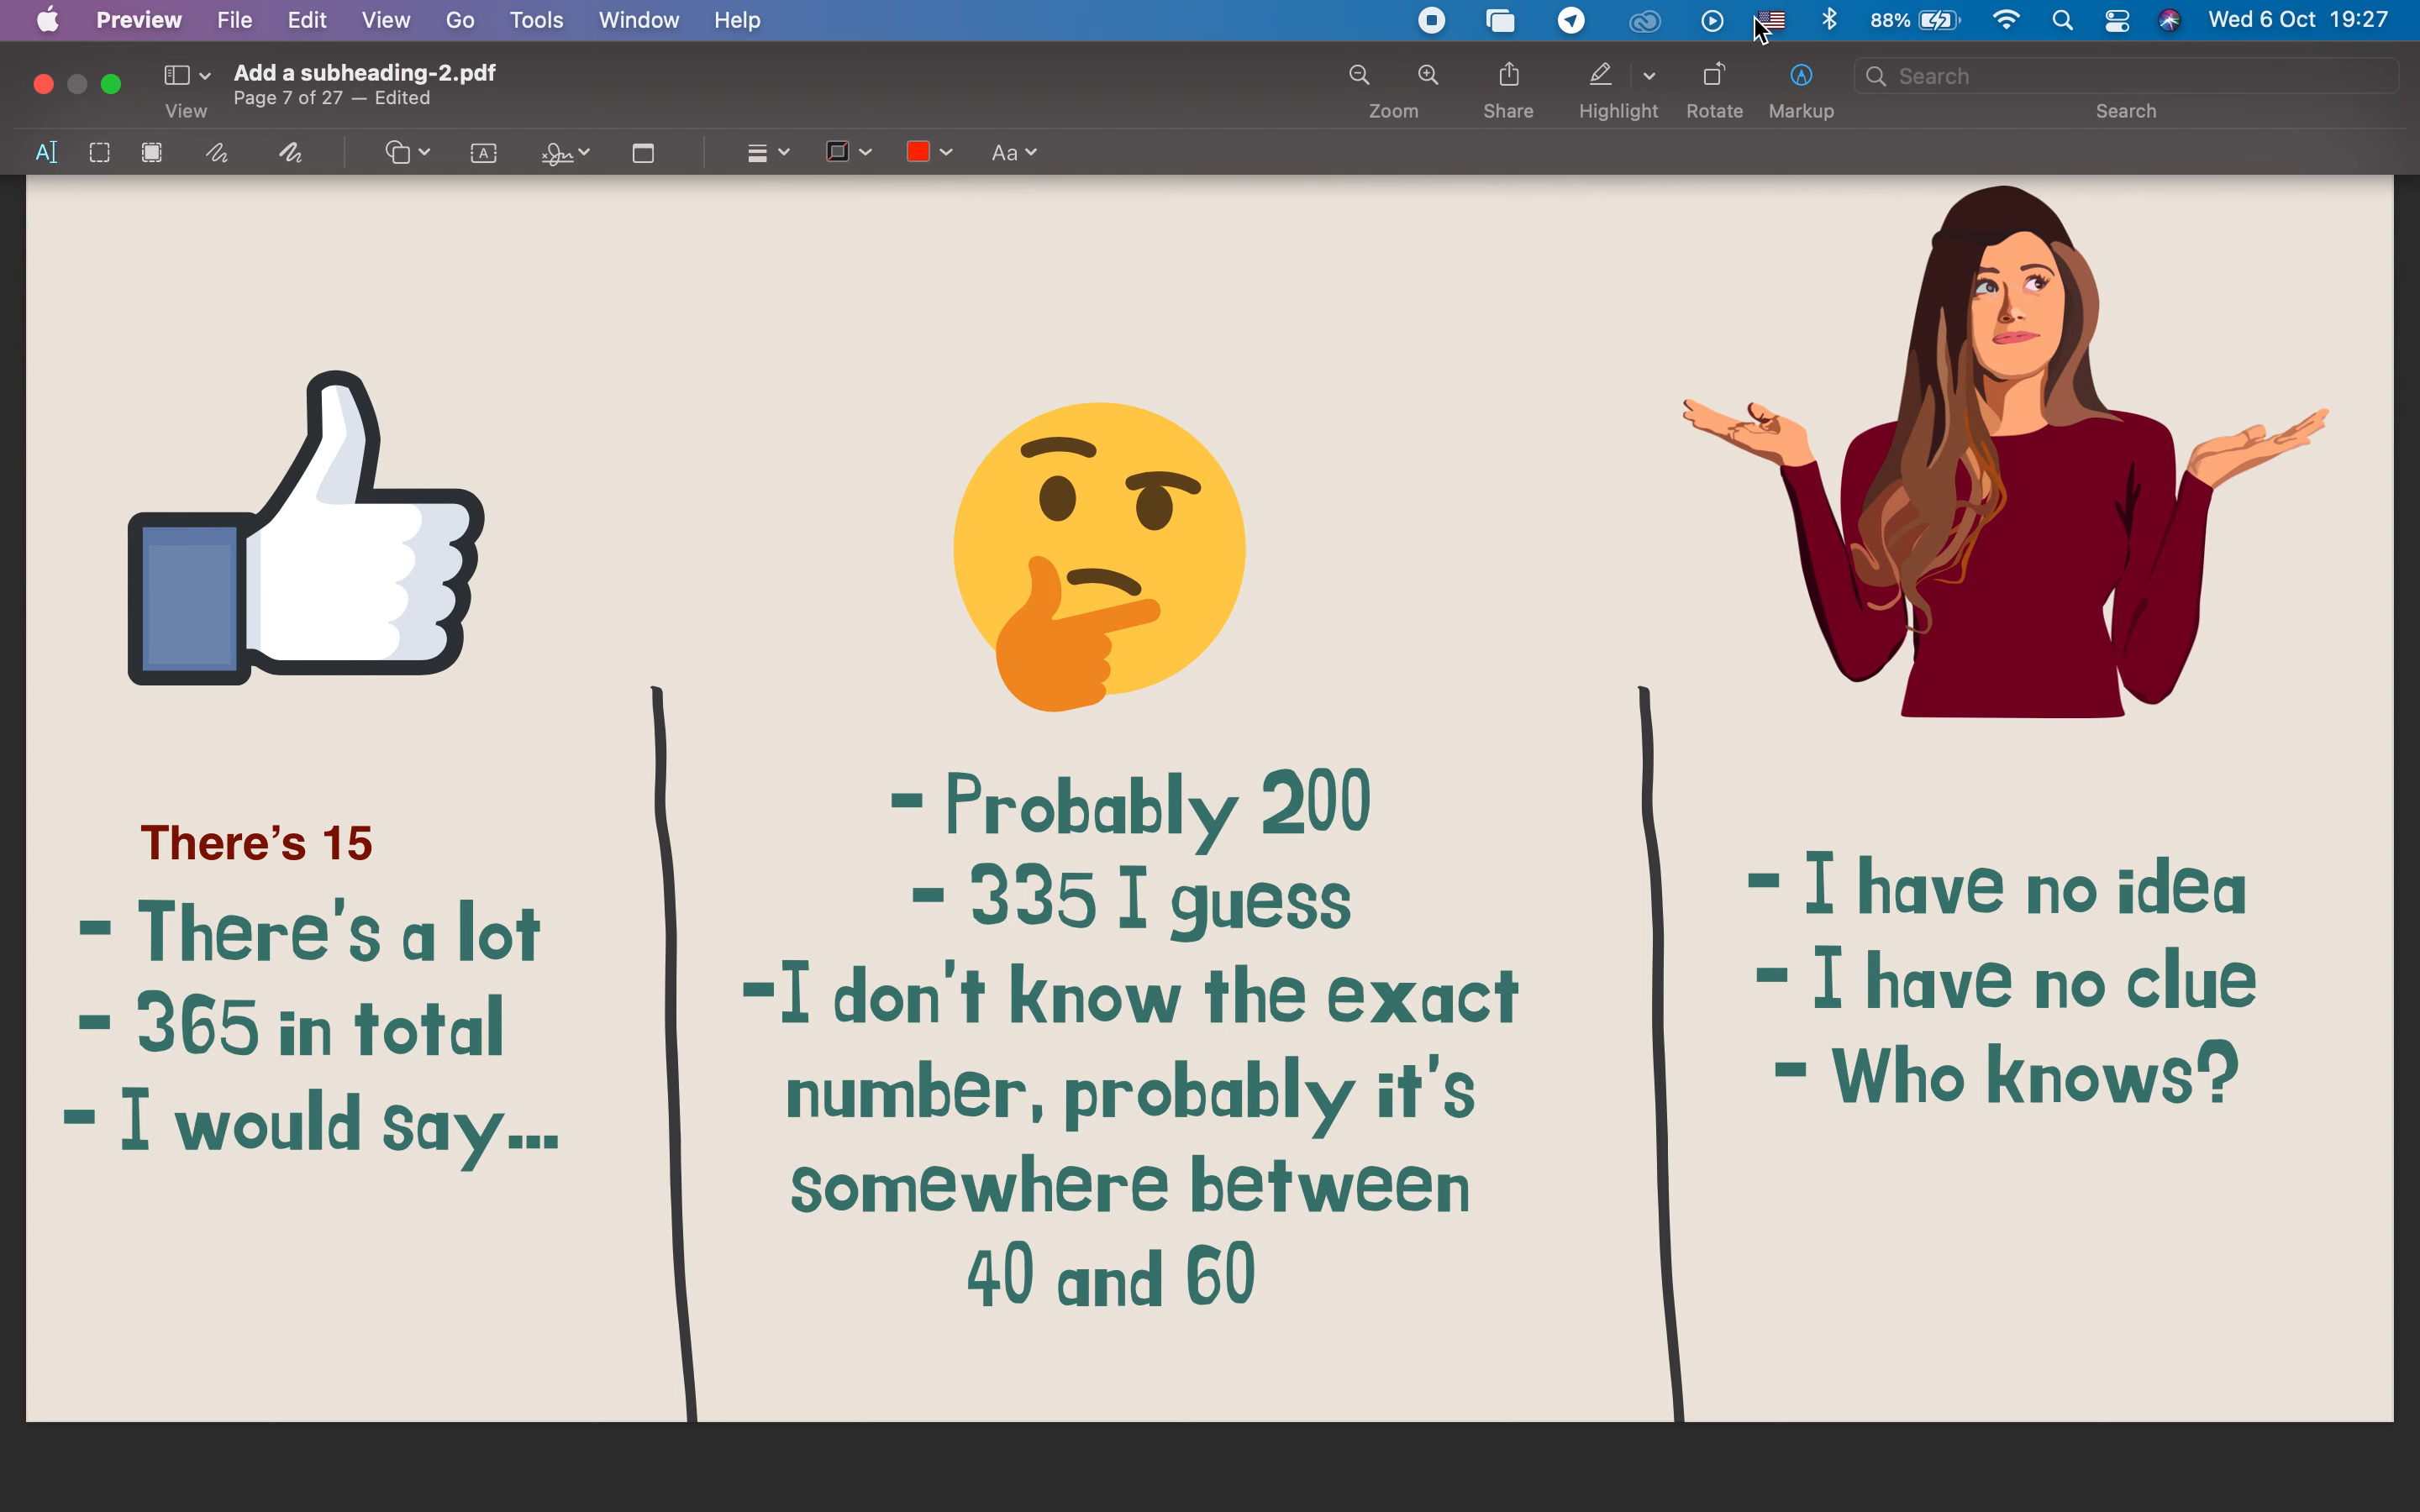 Preview File Edit View Go Tools Window Help 88% Wed 6 Oct 19:27
Add a subheading-2.pdf
Page 7 of 27 — Edited
View Zoom Share Highlight Rotate Markup Search
Search
AI A Aa
There's 15
- There's a lot
- 365 in total
- I would say...
- Probably 200
- 335 I guess
-I don't know the exact
number, probably it's
somewhere between
40 and 60
- I have no idea
- I have no clue
- Who knows?